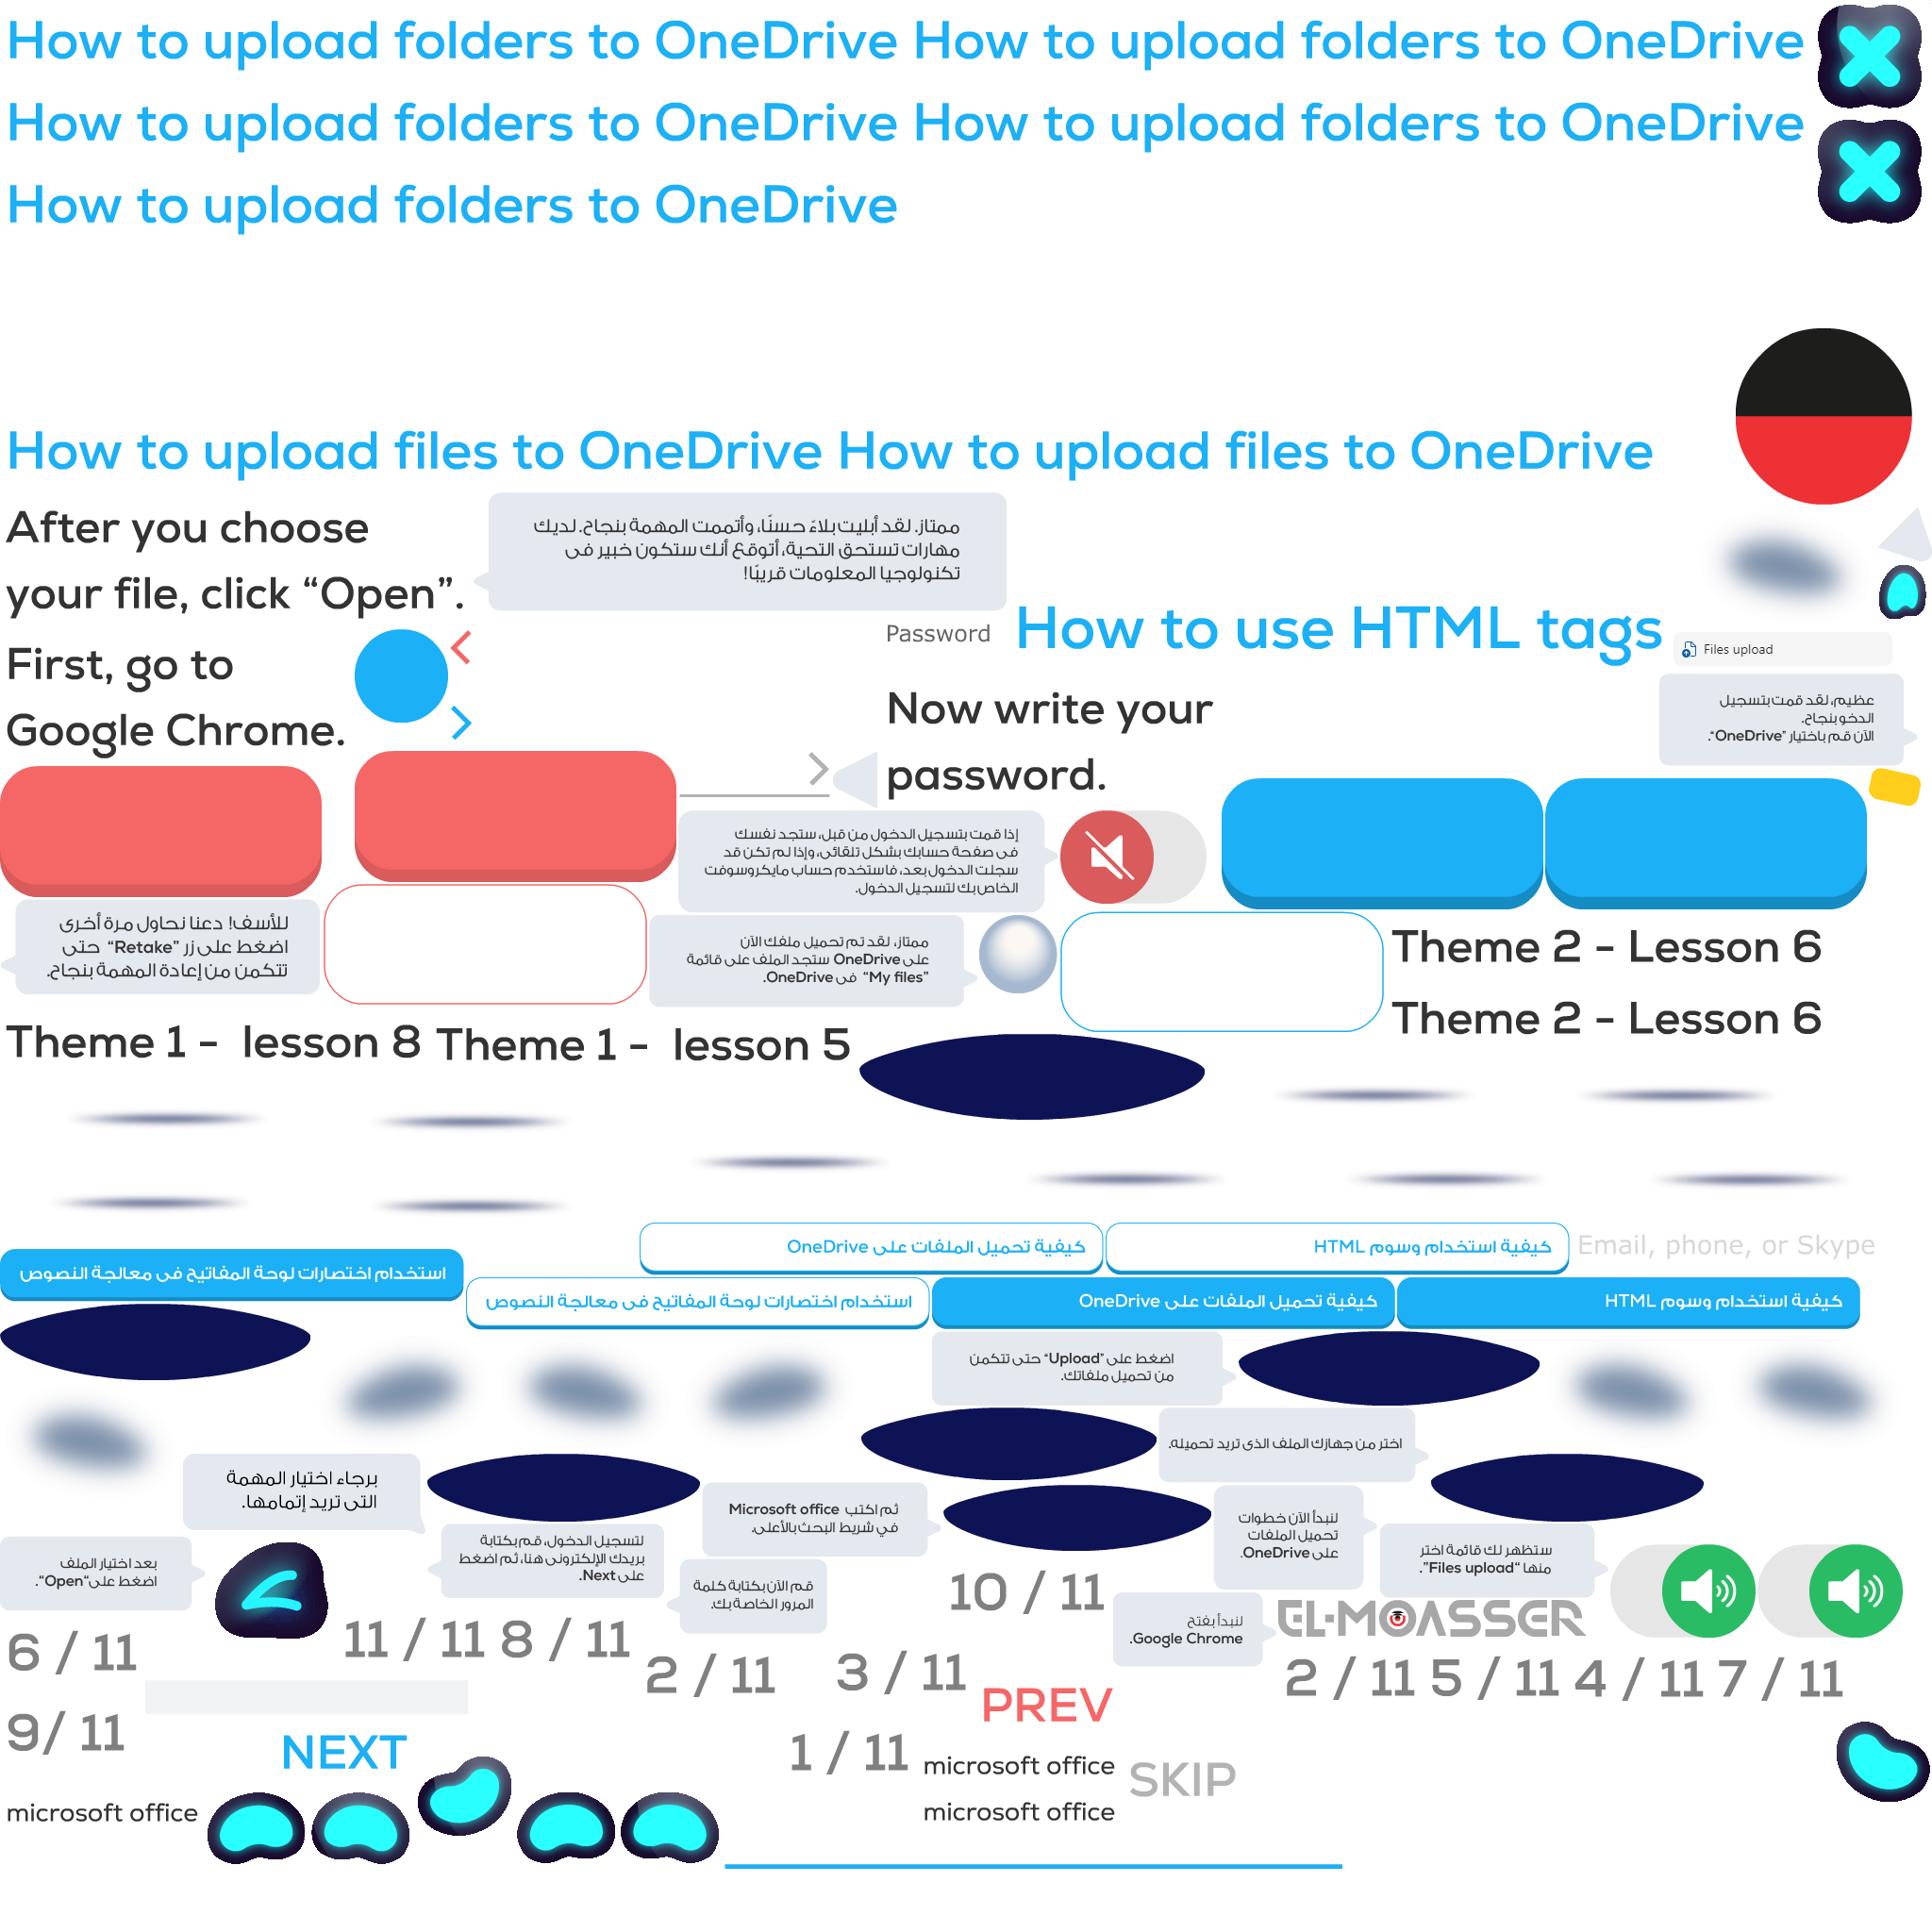 How to upload folders to OneDrive How to upload folders to OneDrive
How to upload folders to OneDrive How to upload folders to OneDrive
How to upload folders to OneDrive
How to upload files to OneDrive How to upload files to OneDrive
After you choose
your file, click “Open”.
ممتاز. لقد أبليت بلاءً حسنًا، وأتممت المهمة بنجاح. لديك
مهارات تستحق التحية، أتوقع أنك ستكون خبير فى
تكنولوجيا المعلومات قريبًا!
First, go to
Google Chrome.
Password
How to use HTML tags
Files upload
Now write your
password.
عظيم، لقد قمت بتسجيل
الدخو بنجاح.
الآن قم باختيار “OneDrive”.
إذا قمت بتسجيل الدخول من قبل، ستجد نفسك
فى صفحة حسابك بشكل تلقائى، وإذا لم تكن قد
سجلت الدخول بعد، فاستخدم حساب مايكروسوفت
الخاص بك لتسجيل الدخول.
للأسف! دعنا نحاول مرة أخرى
اضغط على زر “Retake” حتى
تتكمن من إعادة المهمة بنجاح.
ممتاز، لقد تم تحميل ملفك الآن
على OneDrive ستجد الملف على قائمة
“My files” فى OneDrive.
Theme 2 - Lesson 6
Theme 2 - Lesson 6
Theme 1 - lesson 8 Theme 1 - lesson 5
كيفية تحميل الملفات على OneDrive
كيفية استخدام وسوم HTML
Email, phone, or Skype
استخدام اختصارات لوحة المفاتيح فى معالجة النصوص
استخدام اختصارات لوحة المفاتيح فى معالجة النصوص
كيفية تحميل الملفات على OneDrive
كيفية استخدام وسوم HTML
اضغط على “Upload” حتى تتكمن
من تحميل ملفاتك.
اختر من جهازك الملف الذى تريد تحميله.
برجاء اختيار المهمة
التى تريد إتمامها.
ثم اكتب Microsoft office
في شريط البحث بالأعلى.
لنبدأ الآن خطوات
تحميل الملفات
على OneDrive.
لتسجيل الدخول، قم بكتابة
بريدك الإلكترونى هنا، ثم اضغط
على Next.
ستظهر لك قائمة اختر
منها “Files upload”.
بعد اختيار الملف
اضغط على “Open”.
قم الآن بكتابة كلمة
المرور الخاصة بك.
10 / 11
لنبدأ بفتح
Google Chrome.
EL-MOASSER
6 / 11
11 / 11 8 / 11
2 / 11
3 / 11
2 / 11 5 / 11 4 / 11 7 / 11
PREV
9/ 11
NEXT
1 / 11
microsoft office
SKIP
microsoft office
microsoft office